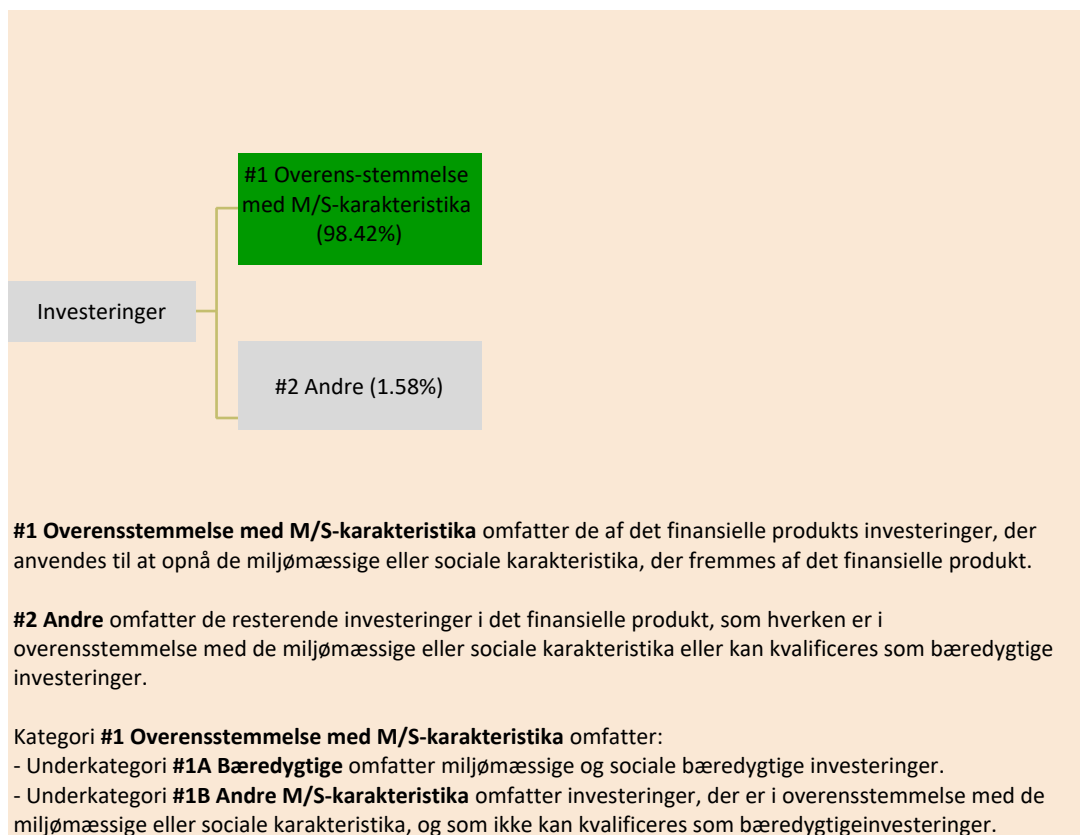 #1 Overens-stemmelse
med M/S-karakteristika
(98.42%)
Investeringer
#2 Andre (1.58%)
#1 Overensstemmelse med M/S-karakteristika omfatter de af det finansielle produkts investeringer, der
anvendes til at opnå de miljømæssige eller sociale karakteristika, der fremmes af det finansielle produkt.
#2 Andre omfatter de resterende investeringer i det finansielle produkt, som hverken er i
overensstemmelse med de miljømæssige eller sociale karakteristika eller kan kvalificeres som bæredygtige
investeringer.
Kategori #1 Overensstemmelse med M/S-karakteristika omfatter:
- Underkategori #1A Bæredygtige omfatter miljømæssige og sociale bæredygtige investeringer.
- Underkategori #1B Andre M/S-karakteristika omfatter investeringer, der er i overensstemmelse med de
miljømæssige eller sociale karakteristika, og som ikke kan kvalificeres som bæredygtigeinvesteringer.